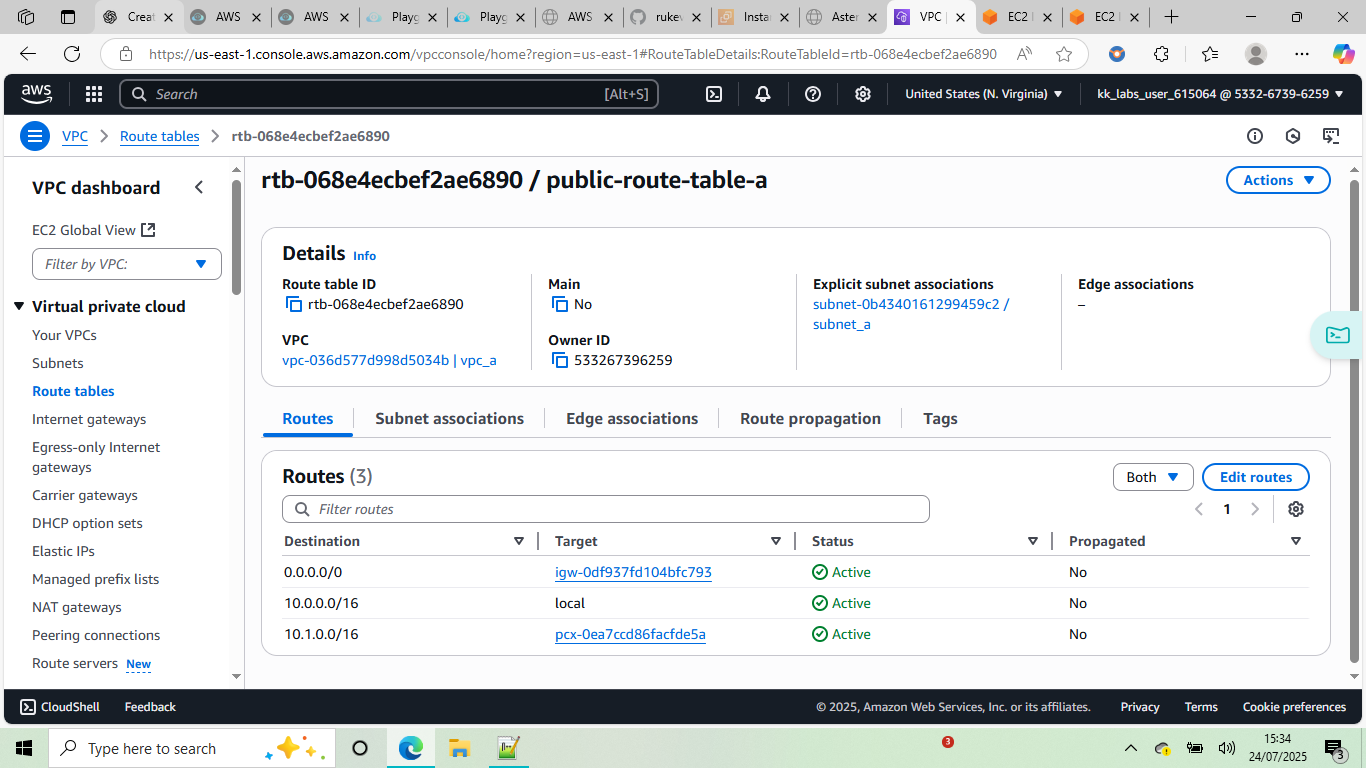 Creat
AWS
AWS
Playg
Playg
AWS
rukev
Instan
Aster
VPC |
EC2 I
EC2 I
https://us-east-1.console.aws.amazon.com/vpcconsole/home?region=us-east-1#RouteTableDetails:RouteTableId=rtb-068e4ecbef2ae6890
aws
Search
[Alt+S]
United States (N. Virginia)
kk_labs_user_615064 @ 5332-6739-6259
VPC
Route tables
rtb-068e4ecbef2ae6890
VPC dashboard
EC2 Global View
Filter by VPC:
Virtual private cloud
Your VPCs
Subnets
Route tables
Internet gateways
Egress-only Internet
gateways
Carrier gateways
DHCP option sets
Elastic IPs
Managed prefix lists
NAT gateways
Peering connections
Route servers New
rtb-068e4ecbef2ae6890 / public-route-table-a
Actions
Details Info
Route table ID
rtb-068e4ecbef2ae6890
Main
No
Explicit subnet associations
subnet-0b4340161299459c2 /
subnet_a
Edge associations
–
VPC
vpc-036d577d998d5034b | vpc_a
Owner ID
533267396259
Routes
Subnet associations
Edge associations
Route propagation
Tags
Routes (3)
Both
Edit routes
Filter routes
1
Destination Target Status Propagated
0.0.0.0/0 igw-0df937fd104bfc793 Active No
10.0.0.0/16 local Active No
10.1.0.0/16 pcx-0ea7ccd86facfde5a Active No
CloudShell
Feedback
© 2025, Amazon Web Services, Inc. or its affiliates.
Privacy
Terms
Cookie preferences
Type here to search
3
15:34
24/07/2025
3